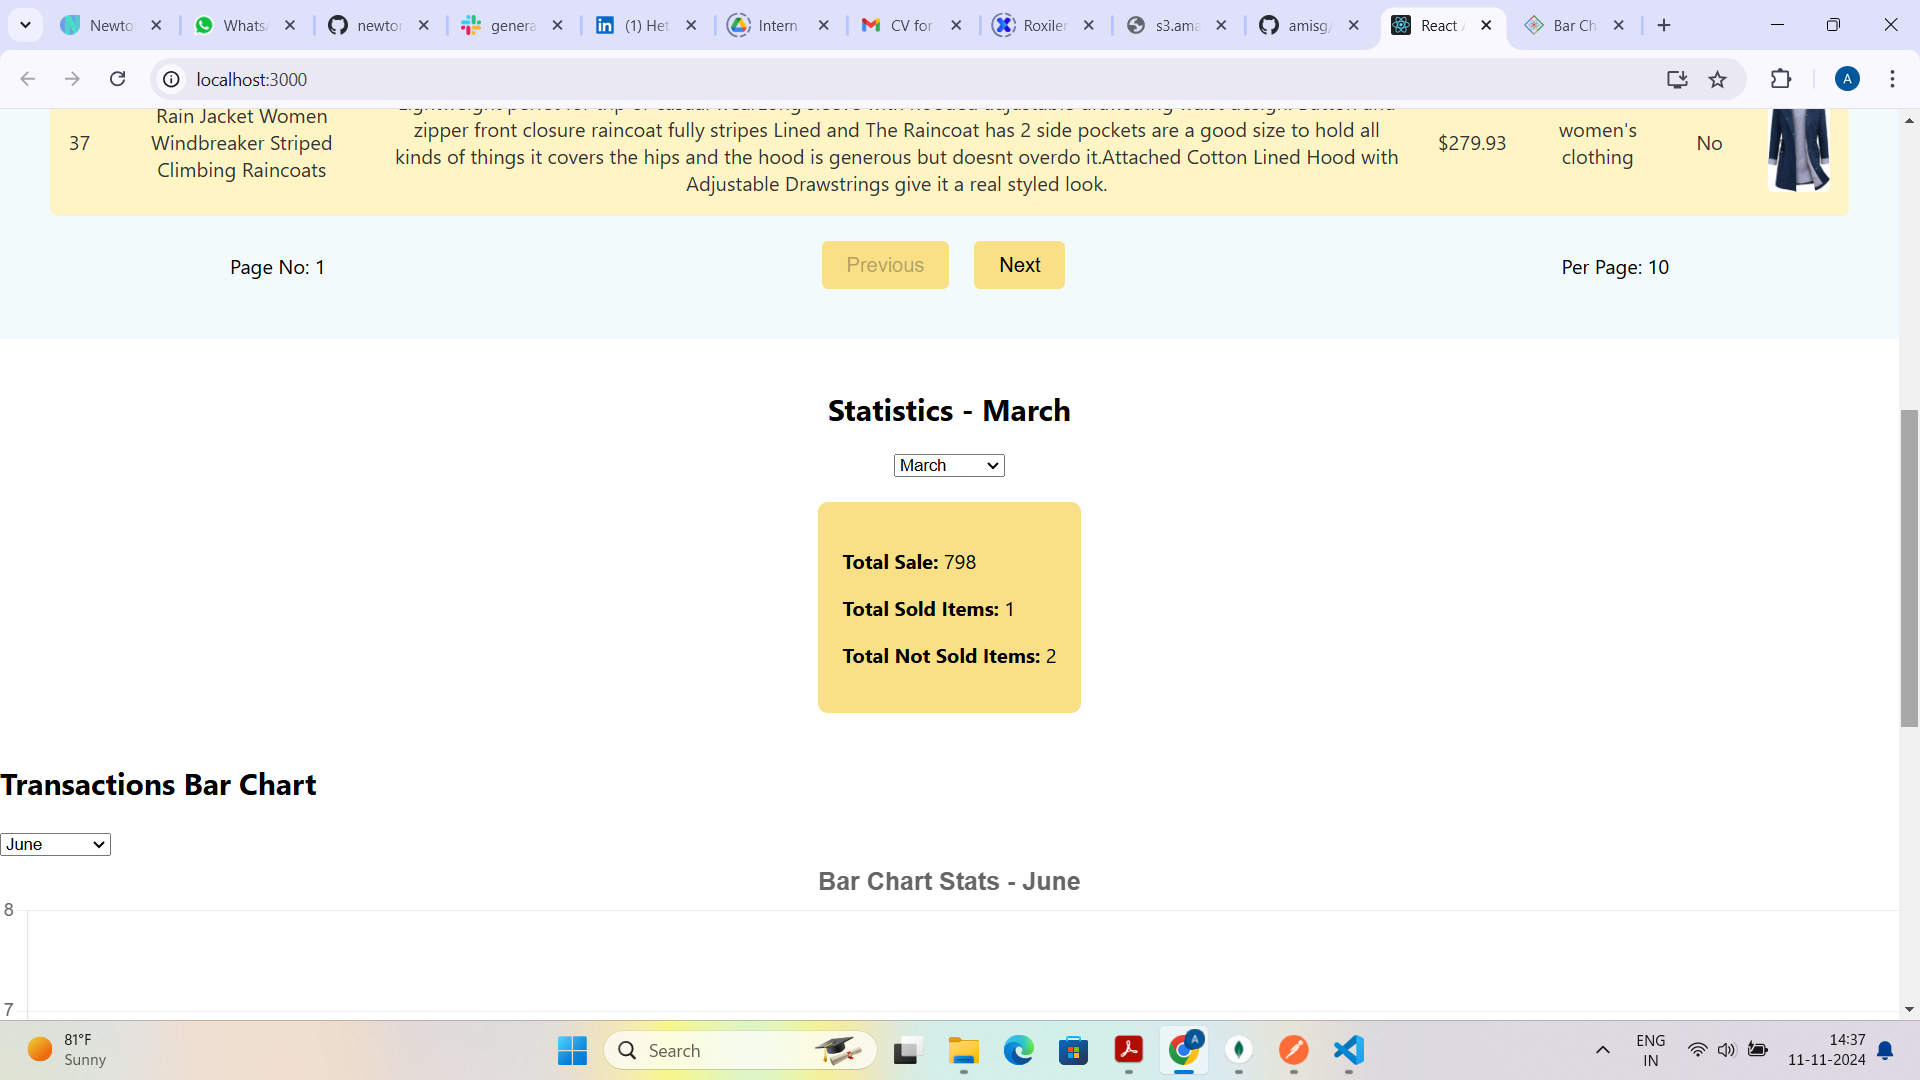 Newto
Whats
newtor
genera
(1) Het
Intern
CV for
Roxiler
s3.ama
amisg/
React
Bar Ch
localhost:3000
A
37
Rain Jacket Women
Windbreaker Striped
Climbing Raincoats
zipper front closure raincoat fully stripes Lined and The Raincoat has 2 side pockets are a good size to hold all
kinds of things it covers the hips and the hood is generous but doesnt overdo it.Attached Cotton Lined Hood with
Adjustable Drawstrings give it a real styled look.
$279.93
women's
clothing
No
Page No: 1
Previous
Next
Per Page: 10
Statistics - March
March
Total Sale: 798
Total Sold Items: 1
Total Not Sold Items: 2
Transactions Bar Chart
June
Bar Chart Stats - June
8
7
81°F
Sunny
Search
A
ENG
IN
14:37
11-11-2024